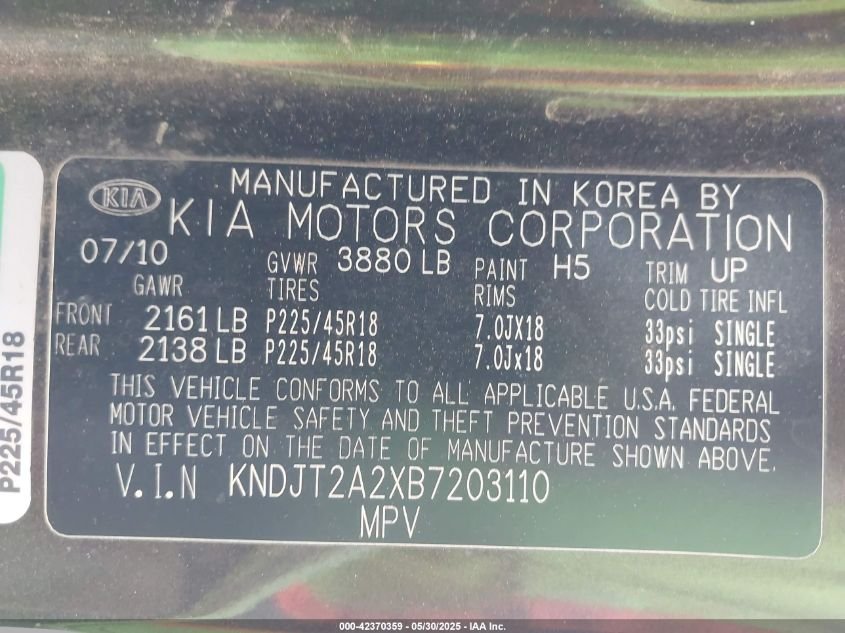 KIA
MANUFACTURED IN KOREA BY
KIA MOTORS CORPORATION
07/10 GVWR 3880 LB PAINT H5 TRIM UP
GAWR TIRES RIMS COLD TIRE INFL
FRONT 2161 LB P225/45R18 7.0JX18 33psi SINGLE
REAR 2138 LB P225/45R18 7.0Jx18 33psi SINGLE
THIS VEHICLE CONFORMS TO ALL APPLICABLE U.S.A. FEDERAL
MOTOR VEHICLE SAFETY AND THEFT PREVENTION STANDARDS
IN EFFECT ON THE DATE OF MANUFACTURE SHOWN ABOVE.
V.I.N KNDJT2A2XB7203110
MPV
P225/45R18
000-42370359 - 05/30/2025 - IAA Inc.